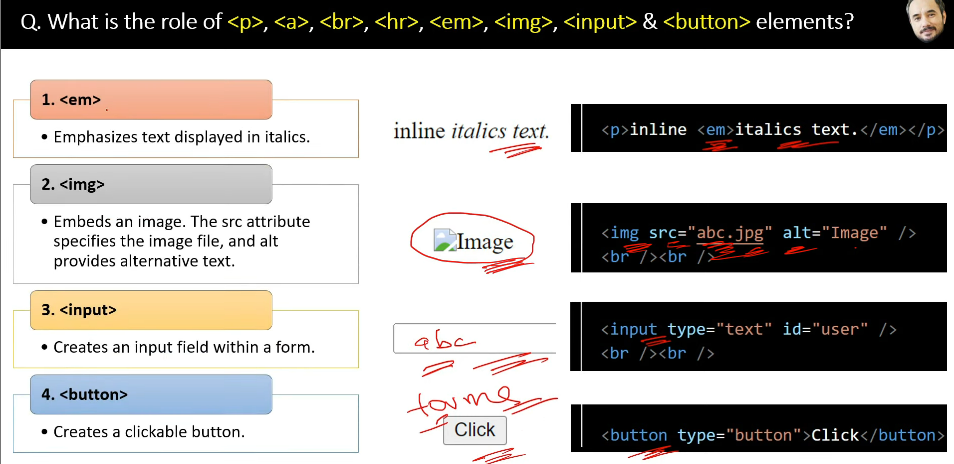 Q. What is the role of <p>, <a>, <br>, <hr>, <em>, <img>, <input> & <button> elements?
1. <em>
• Emphasizes text displayed in italics.
inline italics text.
<p>inline <em>italics text.</em></p>
2. <img>
• Embeds an image. The src attribute
specifies the image file, and alt
provides alternative text.
Image
<img src="abc.jpg" alt="Image" />
<br /><br />
3. <input>
• Creates an input field within a form.
abc
<input type="text" id="user" />
<br /><br />
4. <button>
• Creates a clickable button.
Click
<button type="button">Click</button>